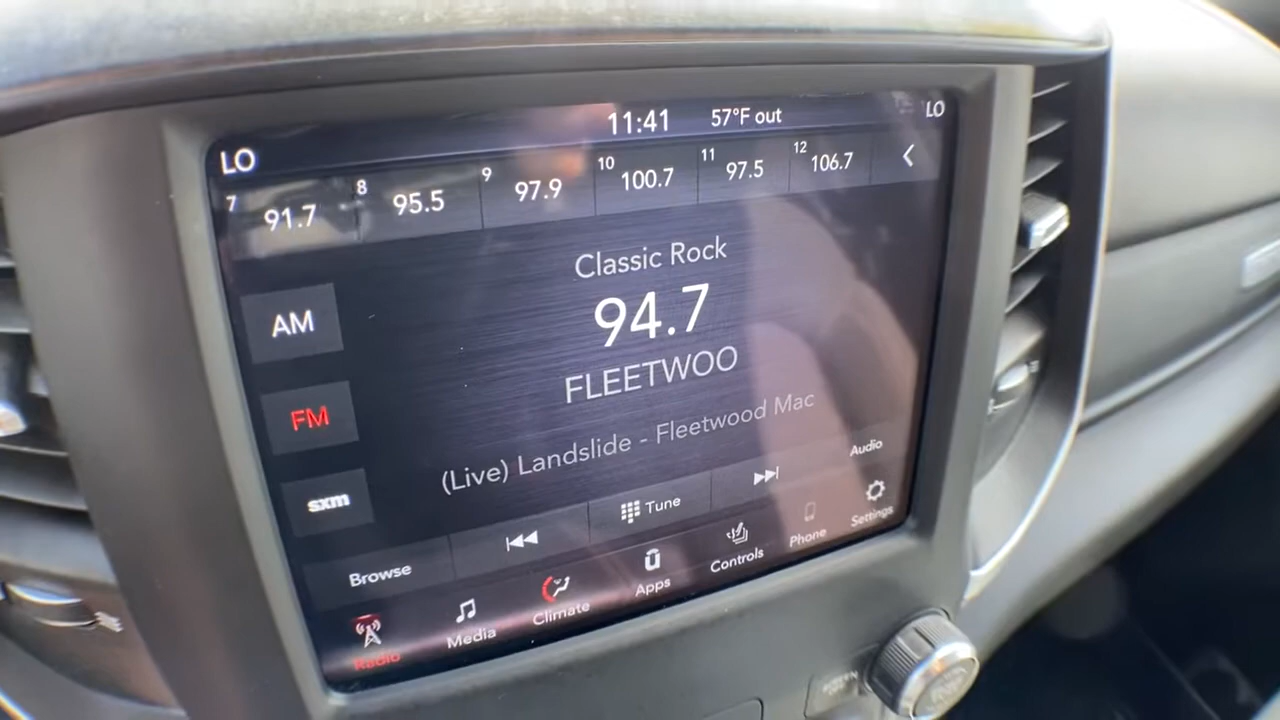 11:41 57°F out LO
LO
7 91.7 8 95.5 9 97.9 10 100.7 11 97.5 12 106.7
Classic Rock
94.7
FLEETWOO
(Live) Landslide - Fleetwood Mac
AM
FM
sxm
Browse Tune Audio
Radio Media Climate Apps Controls Phone Settings